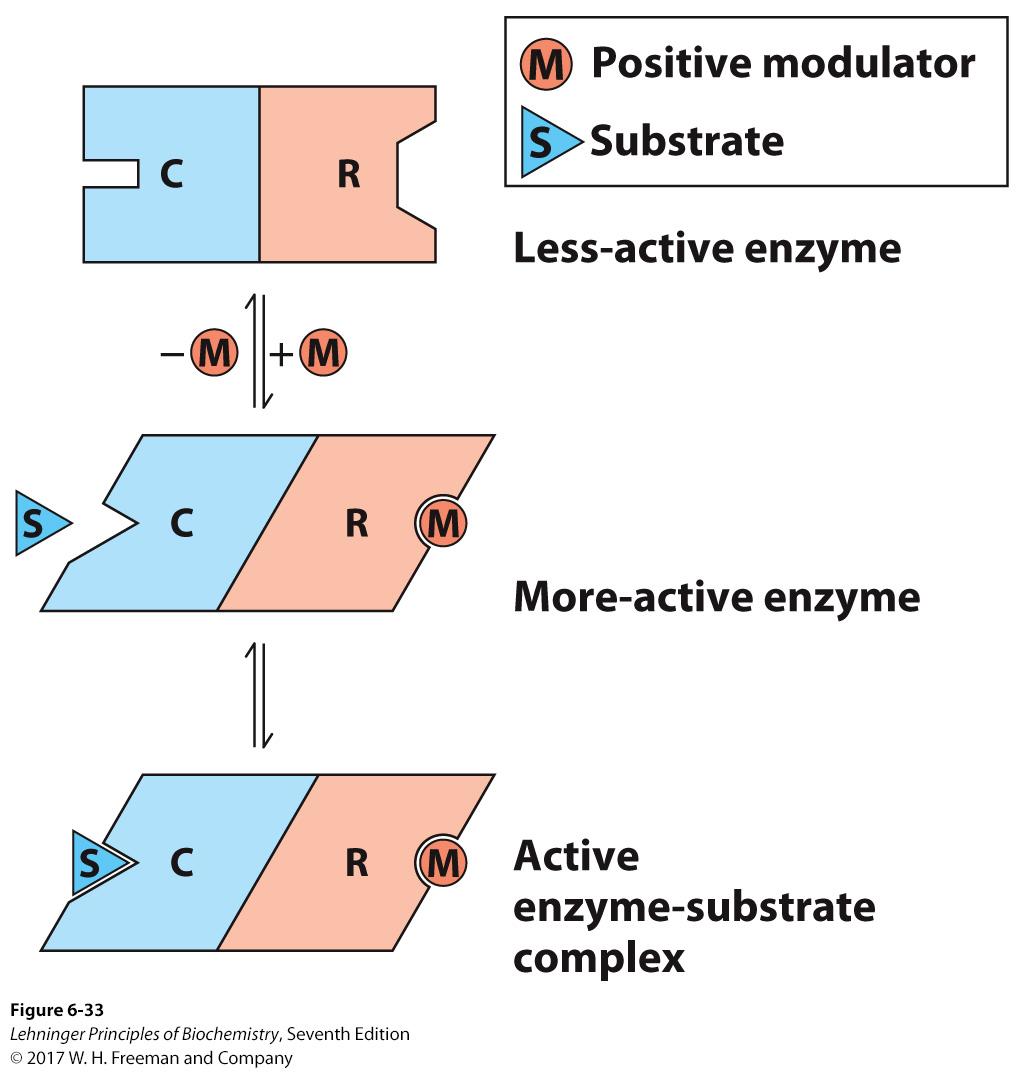 M Positive modulator
S Substrate
C R
Less-active enzyme
– M + M
S C R M
More-active enzyme
S C R M
Active
enzyme-substrate
complex
Figure 6-33
Lehninger Principles of Biochemistry, Seventh Edition
© 2017 W. H. Freeman and Company